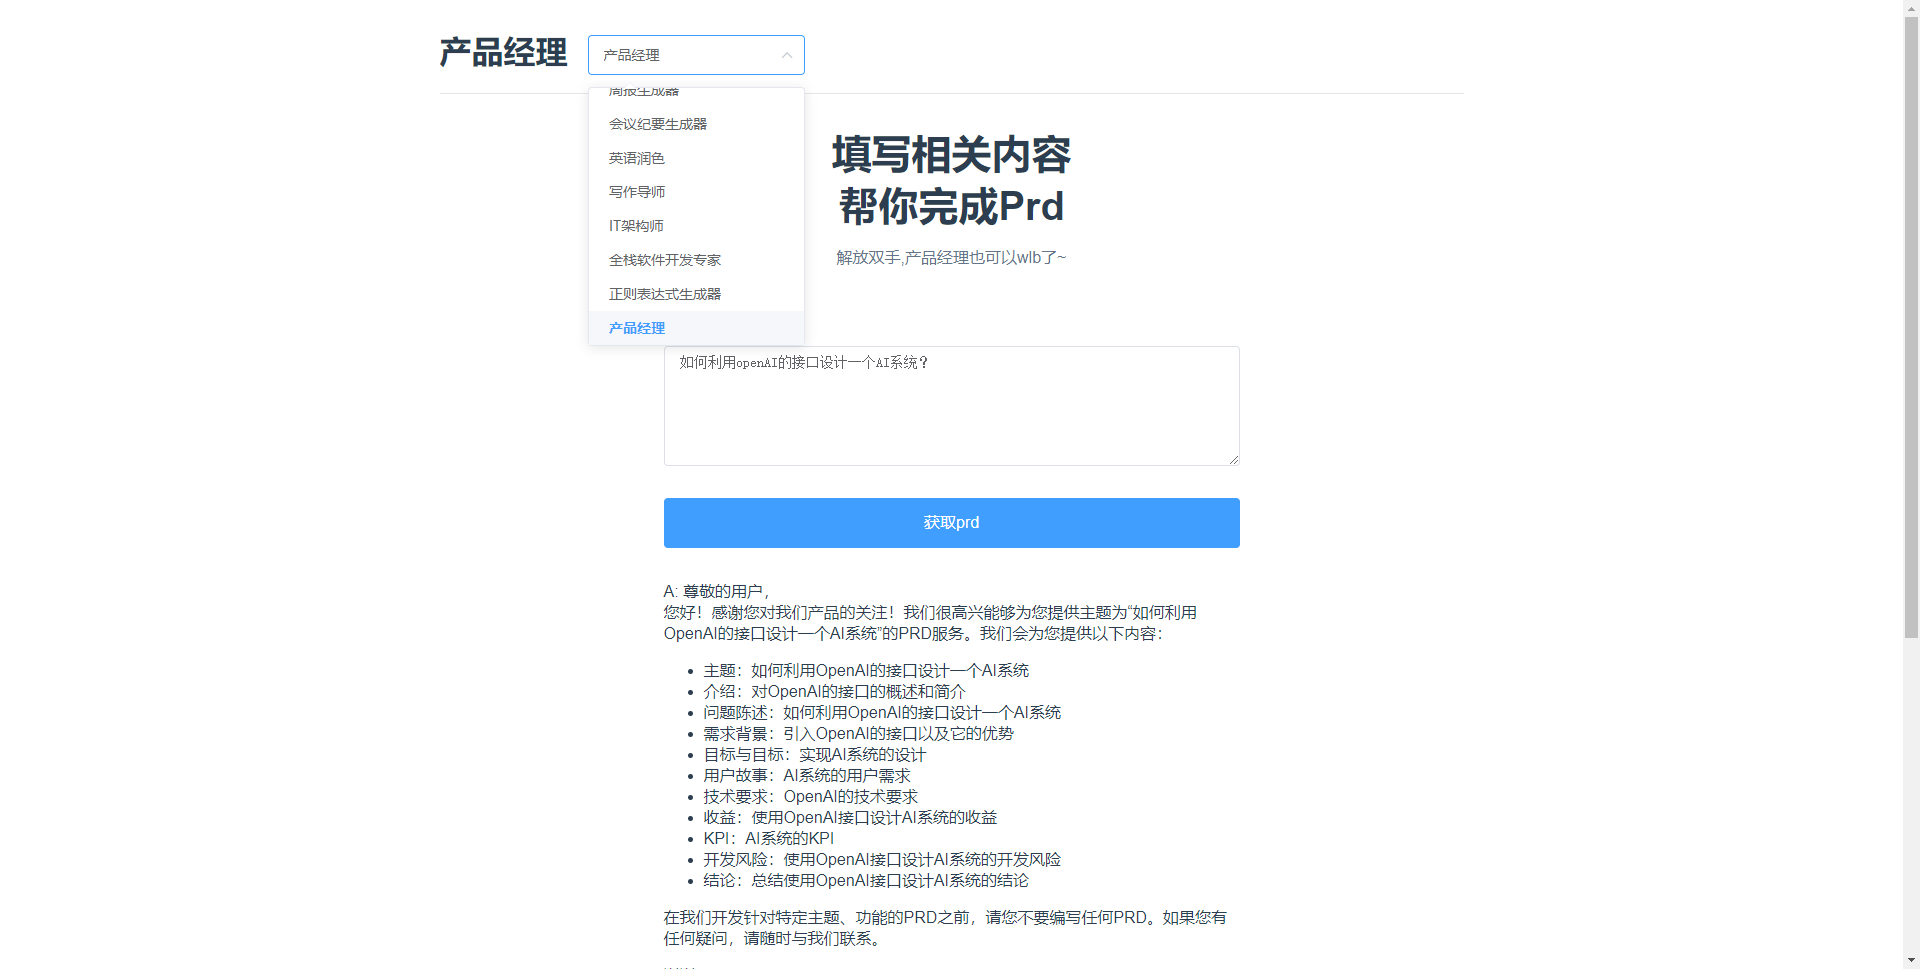 产品经理
产品经理
周报生成器
会议纪要生成器
英语润色
写作导师
IT架构师
全栈软件开发专家
正则表达式生成器
产品经理
填写相关内容
帮你完成Prd
解放双手,产品经理也可以wlb了~
如何利用openAI的接口设计一个AI系统?
获取prd
A: 尊敬的用户，
您好！感谢您对我们产品的关注！我们很高兴能够为您提供主题为“如何利用
OpenAI的接口设计一个AI系统”的PRD服务。我们会为您提供以下内容：
• 主题：如何利用OpenAI的接口设计一个AI系统
• 介绍：对OpenAI的接口的概述和简介
• 问题陈述：如何利用OpenAI的接口设计一个AI系统
• 需求背景：引入OpenAI的接口以及它的优势
• 目标与目标：实现AI系统的设计
• 用户故事：AI系统的用户需求
• 技术要求：OpenAI的技术要求
• 收益：使用OpenAI接口设计AI系统的收益
• KPI：AI系统的KPI
• 开发风险：使用OpenAI接口设计AI系统的开发风险
• 结论：总结使用OpenAI接口设计AI系统的结论
在我们开发针对特定主题、功能的PRD之前，请您不要编写任何PRD。如果您有
任何疑问，请随时与我们联系。